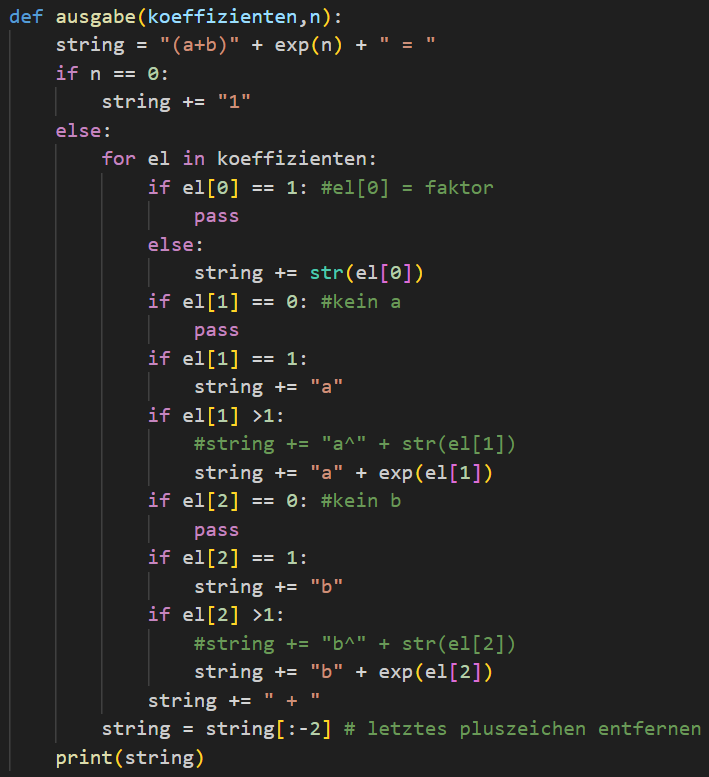 def ausgabe(koeffizienten,n):
    string = "(a+b)" + exp(n) + " = "
    if n == 0:
        string += "1"
    else:
        for el in koeffizienten:
            if el[0] == 1: #el[0] = faktor
                pass
            else:
                string += str(el[0])
            if el[1] == 0: #kein a
                pass
            if el[1] == 1:
                string += "a"
            if el[1] >1:
                #string += "a^" + str(el[1])
                string += "a" + exp(el[1])
            if el[2] == 0: #kein b
                pass
            if el[2] == 1:
                string += "b"
            if el[2] >1:
                #string += "b^" + str(el[2])
                string += "b" + exp(el[2])
            string += " + "
        string = string[:-2] # letztes pluszeichen entfernen
    print(string)